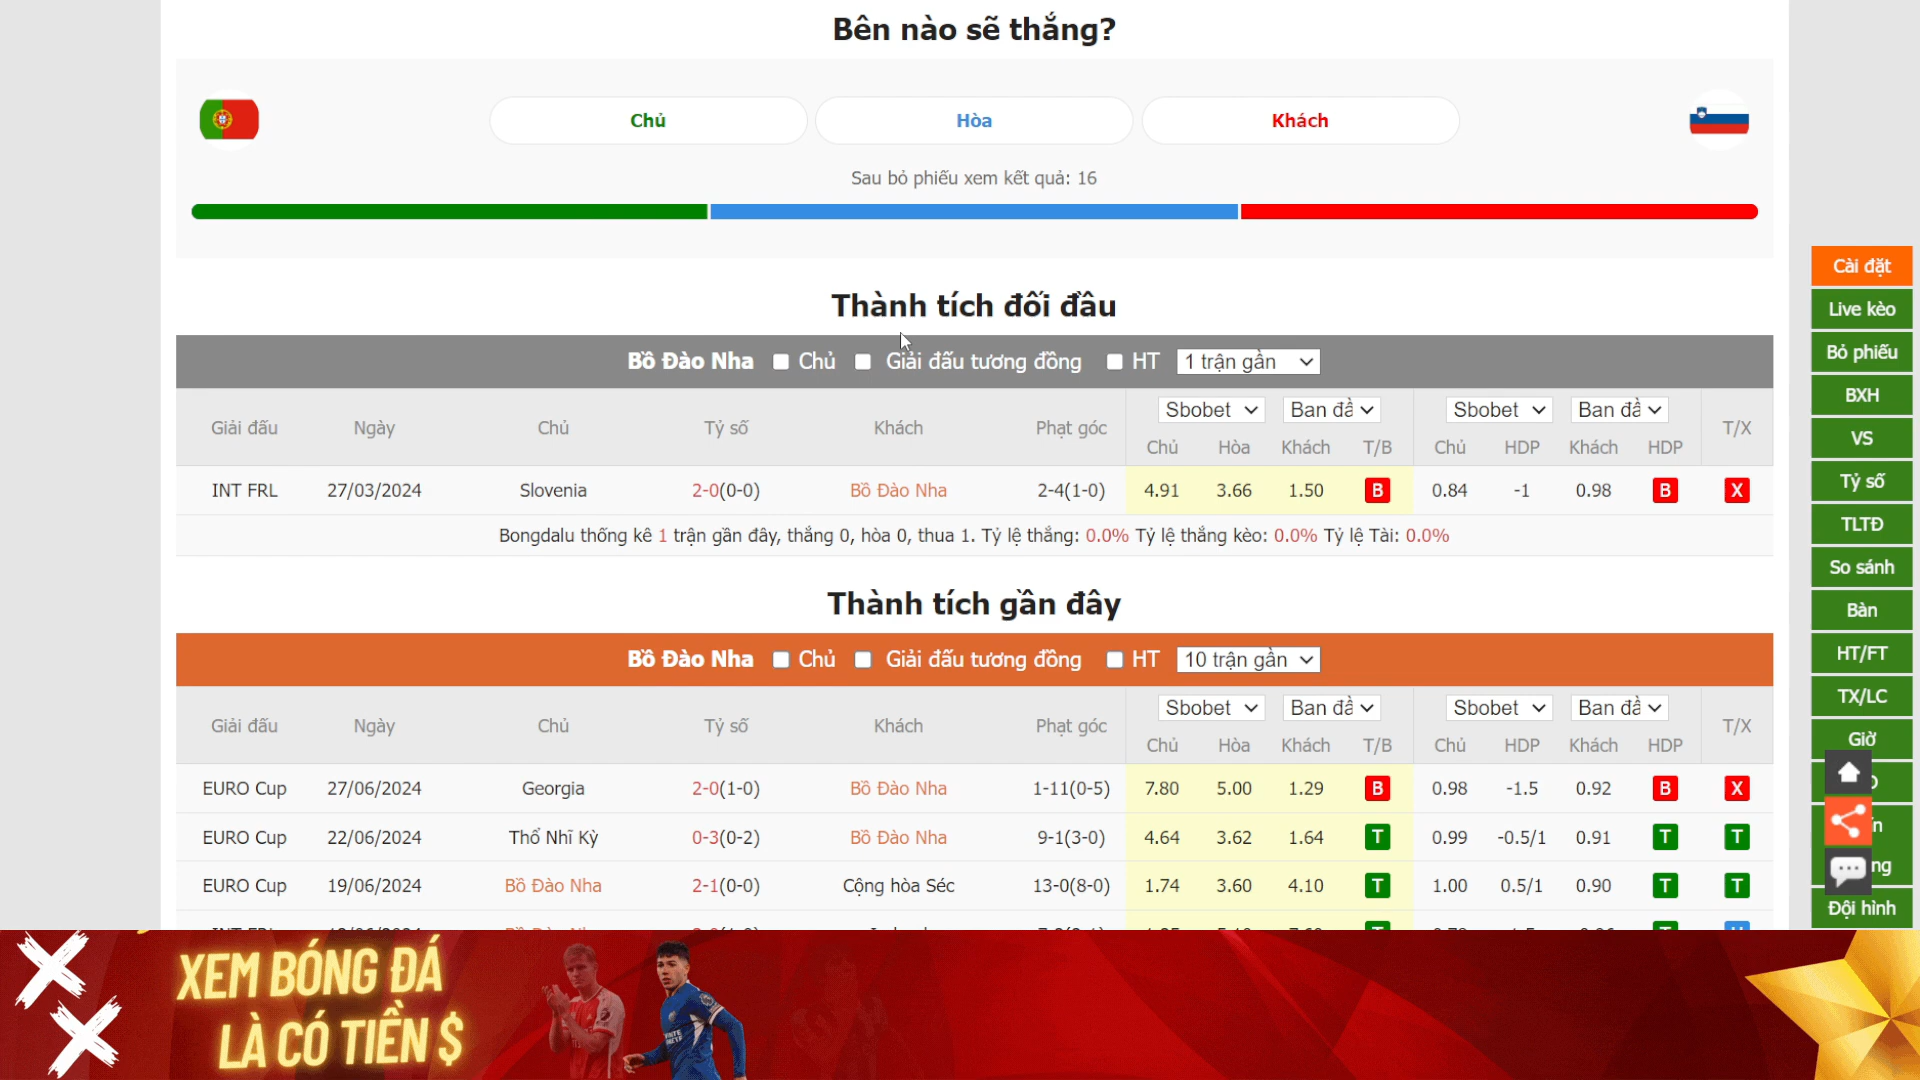 Bên nào sẽ thắng?
Chủ Hòa Khách
Sau bỏ phiếu xem kết quả: 16
Thành tích đối đầu
Bồ Đào Nha Chủ Giải đấu tương đồng HT 1 trận gần
Sbobet Ban đầ Sbobet Ban đầ
Giải đấu Ngày Chủ Tỷ số Khách Phạt góc T/X
Chủ Hòa Khách T/B Chủ HDP Khách HDP
INT FRL 27/03/2024 Slovenia 2-0(0-0) Bồ Đào Nha 2-4(1-0) 4.91 3.66 1.50 B 0.84 -1 0.98 B X
Bongdalu thống kê 1 trận gần đây, thắng 0, hòa 0, thua 1. Tỷ lệ thắng: 0.0% Tỷ lệ thắng kèo: 0.0% Tỷ lệ Tài: 0.0%
Thành tích gần đây
Bồ Đào Nha Chủ Giải đấu tương đồng HT 10 trận gần
Sbobet Ban đầ Sbobet Ban đầ
Giải đấu Ngày Chủ Tỷ số Khách Phạt góc T/X
Chủ Hòa Khách T/B Chủ HDP Khách HDP
EURO Cup 27/06/2024 Georgia 2-0(1-0) Bồ Đào Nha 1-11(0-5) 7.80 5.00 1.29 B 0.98 -1.5 0.92 B X
EURO Cup 22/06/2024 Thổ Nhĩ Kỳ 0-3(0-2) Bồ Đào Nha 9-1(3-0) 4.64 3.62 1.64 T 0.99 -0.5/1 0.91 T T
EURO Cup 19/06/2024 Bồ Đào Nha 2-1(0-0) Cộng hòa Séc 13-0(8-0) 1.74 3.60 4.10 T 1.00 0.5/1 0.90 T T
Cài đặt
Live kèo
Bỏ phiếu
BXH
VS
Tỷ số
TLTĐ
So sánh
Bàn
HT/FT
TX/LC
Giờ
Đội hình
XEM BÓNG ĐÁ
LÀ CÓ TIỀN $